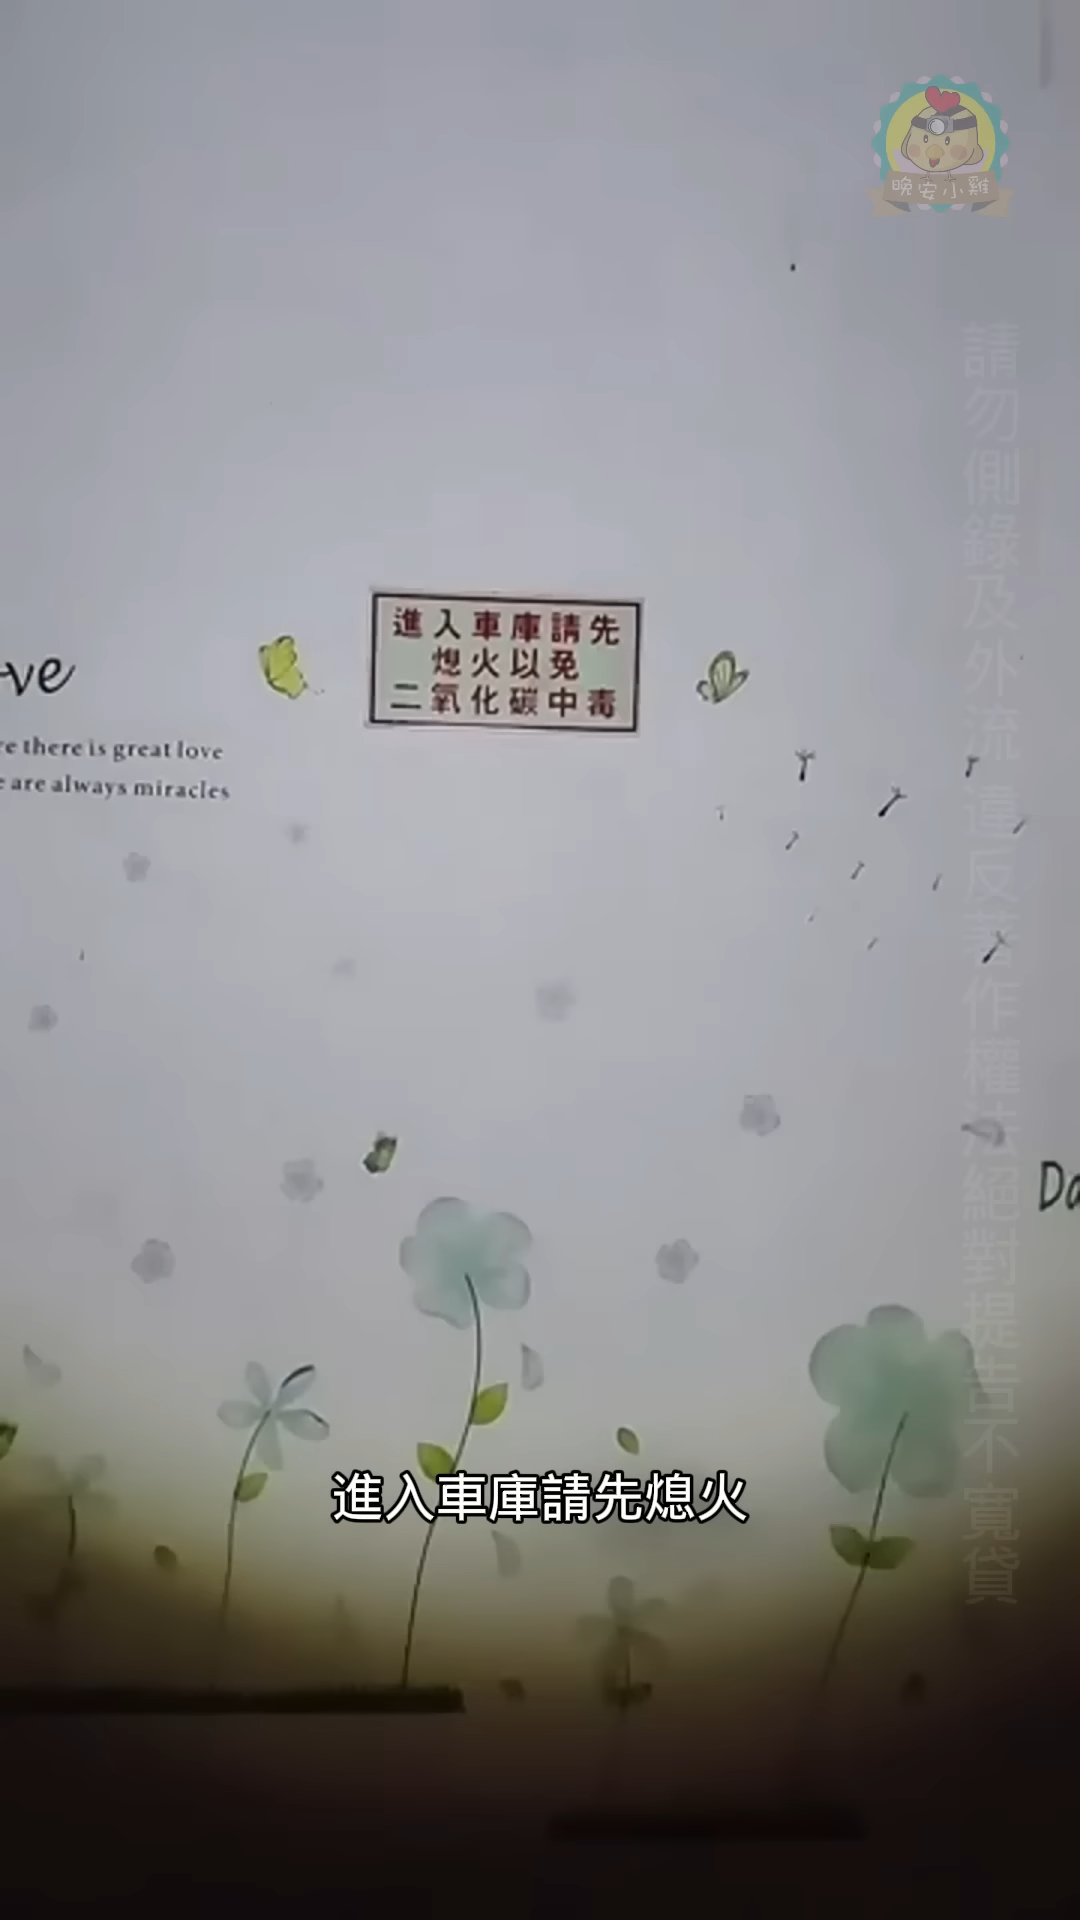 晚安小雞
進入車庫請先
熄火以免
二氧化碳中毒
ve
re there is great love
e are always miracles
Da
進入車庫請先熄火
請勿側錄及外流違反著作權法絕對提告不寬貸